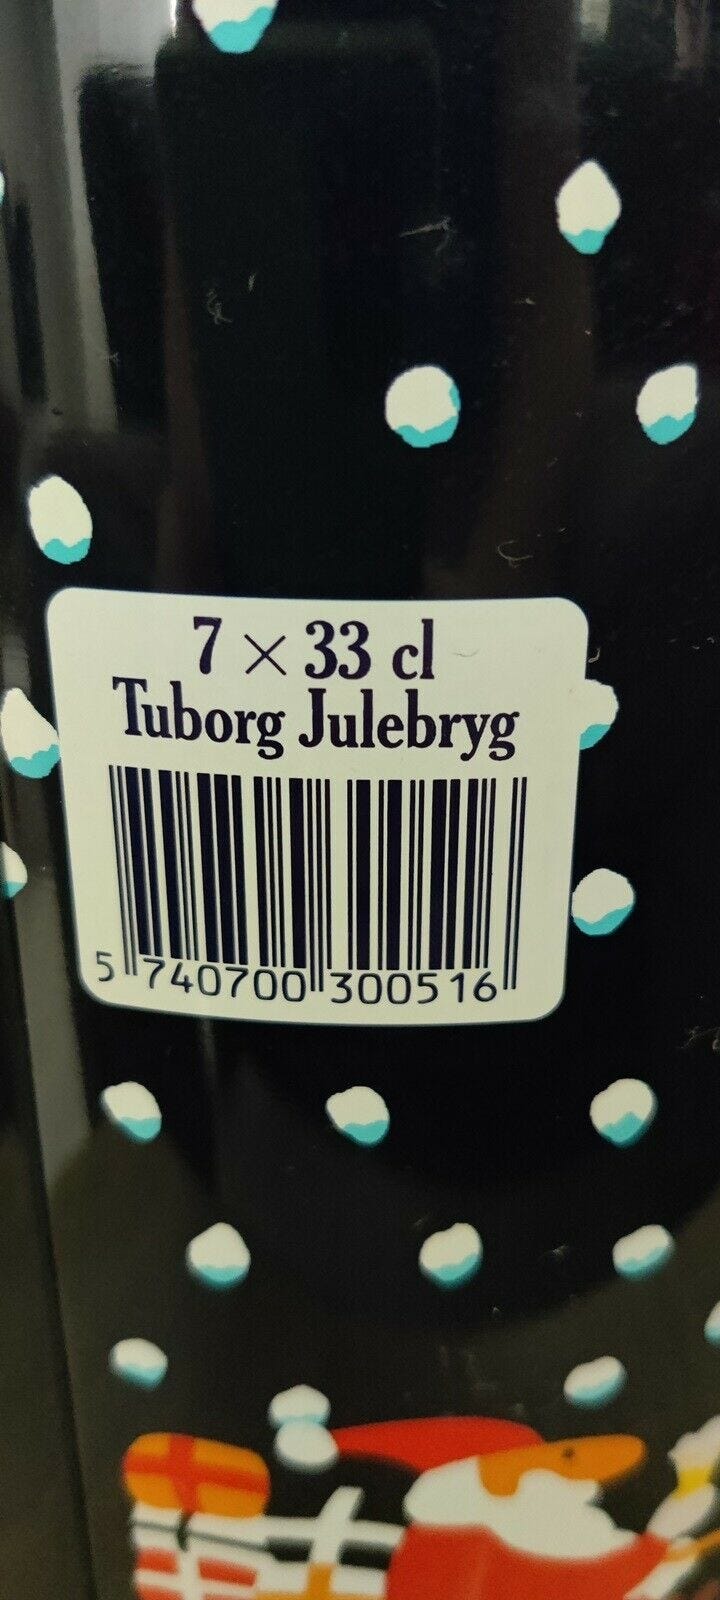 7 × 33 cl
Tuborg Julebryg
5 740700 300516